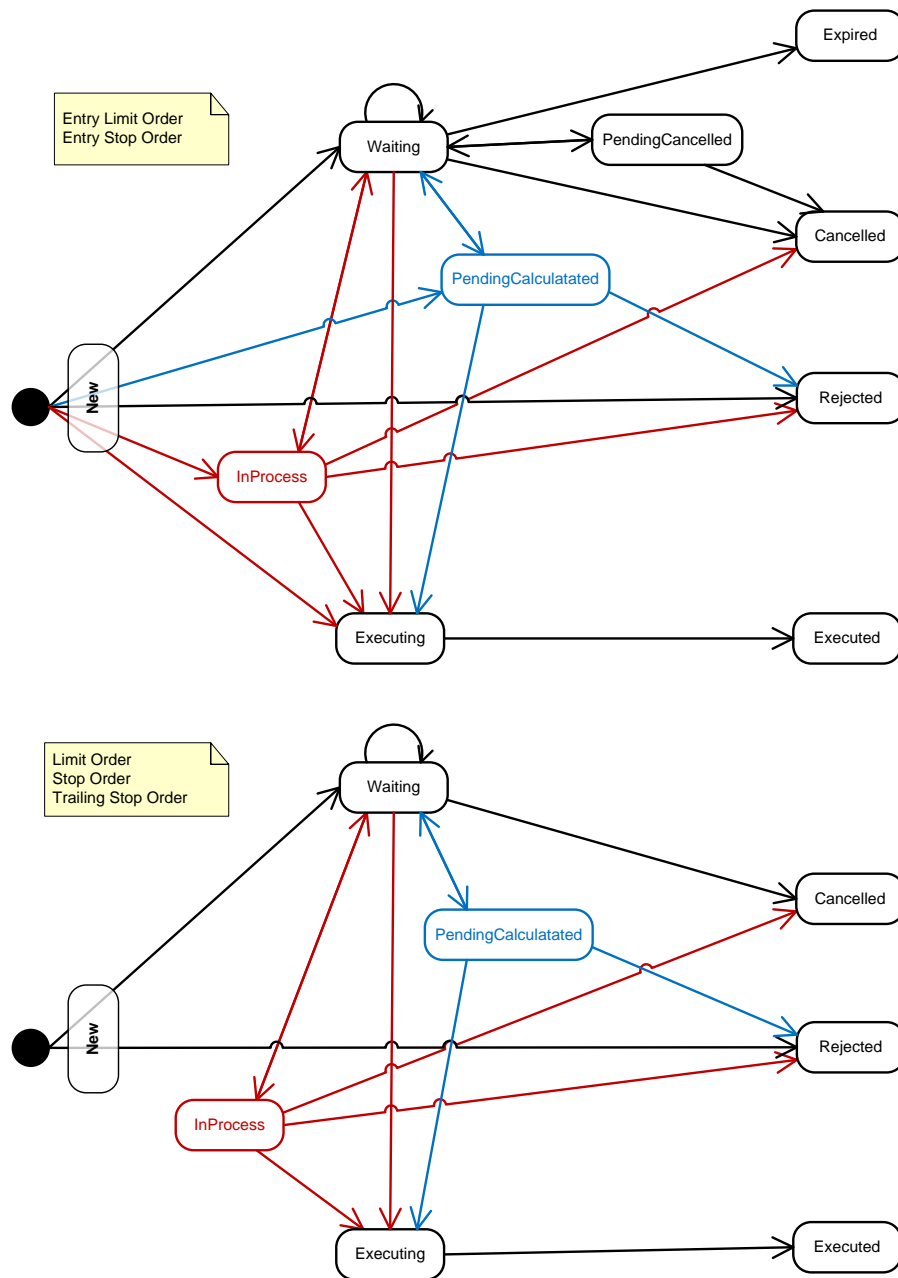 Expired
Entry Limit Order
Entry Stop Order
Waiting
PendingCancelled
Cancelled
PendingCalculatated
New
Rejected
InProcess
Executing
Executed
Limit Order
Stop Order
Trailing Stop Order
Waiting
Cancelled
PendingCalculatated
New
Rejected
InProcess
Executing
Executed